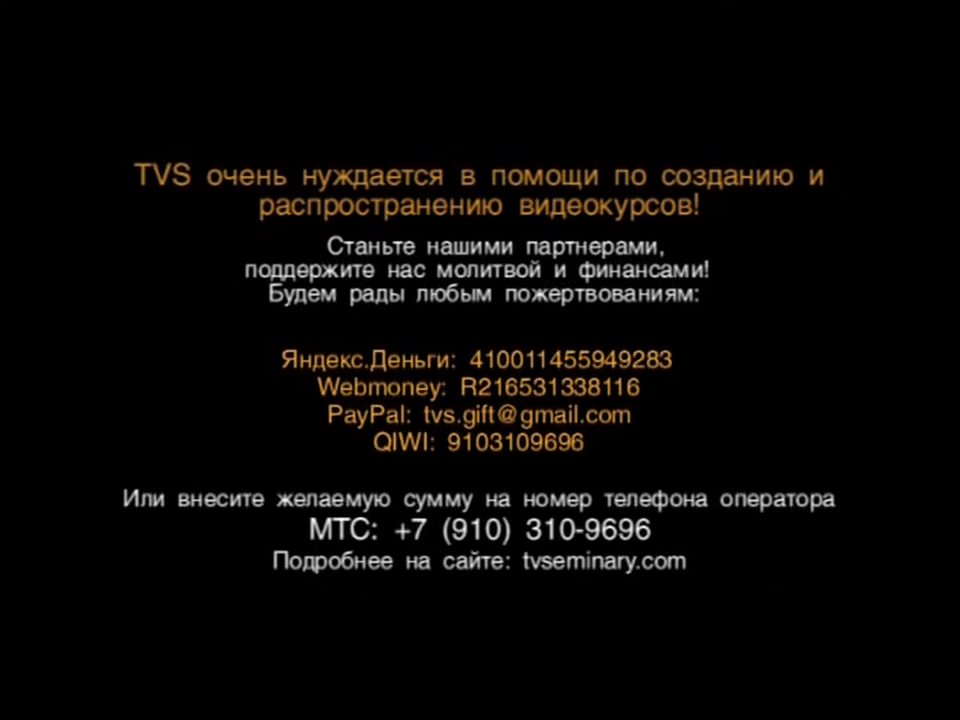 TVS очень нуждается в помощи по созданию и
распространению видеокурсов!
Станьте нашими партнерами,
поддержите нас молитвой и финансами!
Будем рады любым пожертвованиям:
Яндекс.Деньги: 410011455949283
Webmoney: R216531338116
PayPal: tvs.gift@gmail.com
QIWI: 9103109696
Или внесите желаемую сумму на номер телефона оператора
МТС: +7 (910) 310-9696
Подробнее на сайте: tvseminary.com